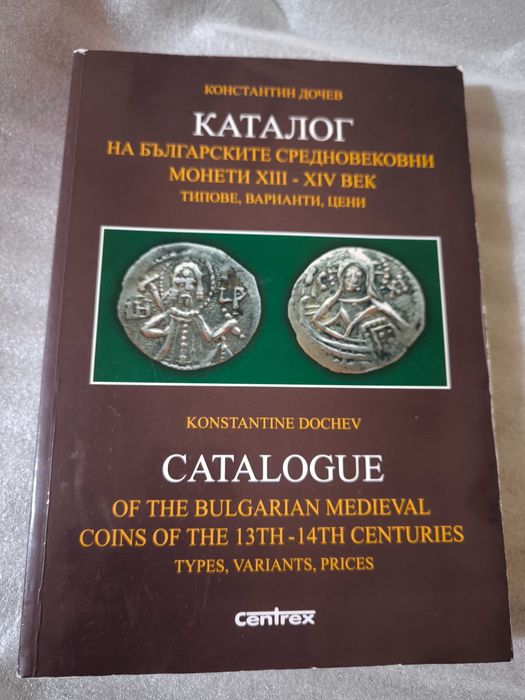 КОНСТАНТИН ДОЧЕВ
КАТАЛОГ
НА БЪЛГАРСКИТЕ СРЕДНОВЕКОВНИ
МОНЕТИ XIII - XIV ВЕК
ТИПОВЕ, ВАРИАНТИ, ЦЕНИ
KONSTANTINE DOCHEV
CATALOGUE
OF THE BULGARIAN MEDIEVAL
COINS OF THE 13TH -14TH CENTURIES
TYPES, VARIANTS, PRICES
centrex